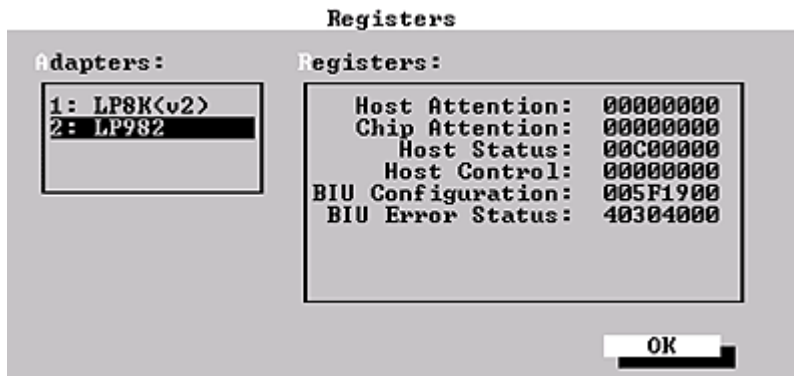 Registers
Adapters:
1: LP8K(v2)
2: LP982
Registers:
Host Attention: 00000000
Chip Attention: 00000000
Host Status: 00C00000
Host Control: 00000000
BIU Configuration: 005F1900
BIU Error Status: 40304000
OK